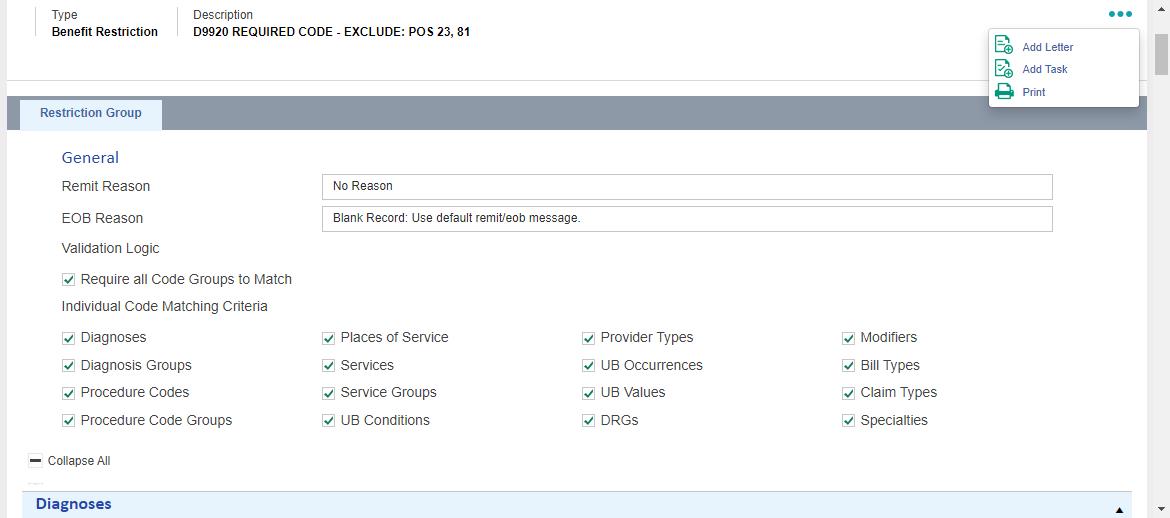 Type
Benefit Restriction
Description
D9920 REQUIRED CODE - EXCLUDE: POS 23, 81
Add Letter
Add Task
Print
Restriction Group
General
Remit Reason
No Reason
EOB Reason
Blank Record: Use default remit/eob message.
Validation Logic
Require all Code Groups to Match
Individual Code Matching Criteria
Diagnoses Places of Service Provider Types Modifiers
Diagnosis Groups Services UB Occurrences Bill Types
Procedure Codes Service Groups UB Values Claim Types
Procedure Code Groups UB Conditions DRGs Specialties
Collapse All
Diagnoses